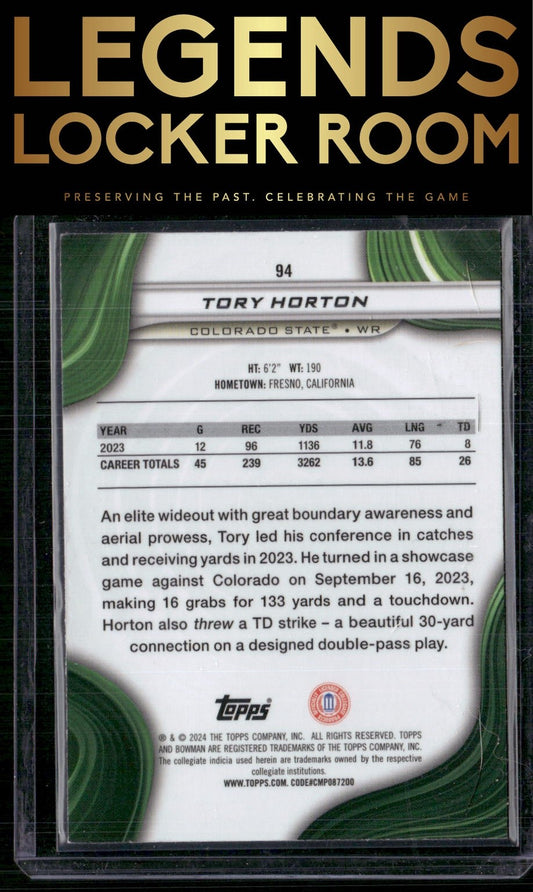 LEGENDS
LOCKER ROOM
PRESERVING THE PAST. CELEBRATING THE GAME
94
TORY HORTON
COLORADO STATE® • WR
HT: 6'2" WT: 190
HOMETOWN: FRESNO, CALIFORNIA
YEAR G REC YDS AVG LNG TD
2023 12 96 1136 11.8 76 8
CAREER TOTALS 45 239 3262 13.6 85 26
An elite wideout with great boundary awareness and
aerial prowess, Tory led his conference in catches
and receiving yards in 2023. He turned in a showcase
game against Colorado on September 16, 2023,
making 16 grabs for 133 yards and a touchdown.
Horton also threw a TD strike – a beautiful 30-yard
connection on a designed double-pass play.
TOPPS
® & © 2024 THE TOPPS COMPANY, INC. ALL RIGHTS RESERVED. TOPPS
AND BOWMAN ARE REGISTERED TRADEMARKS OF THE TOPPS COMPANY, INC.
The collegiate indicia used herein are trademarks owned by the respective
collegiate institutions.
WWW.TOPPS.COM. CODE#CMP087200